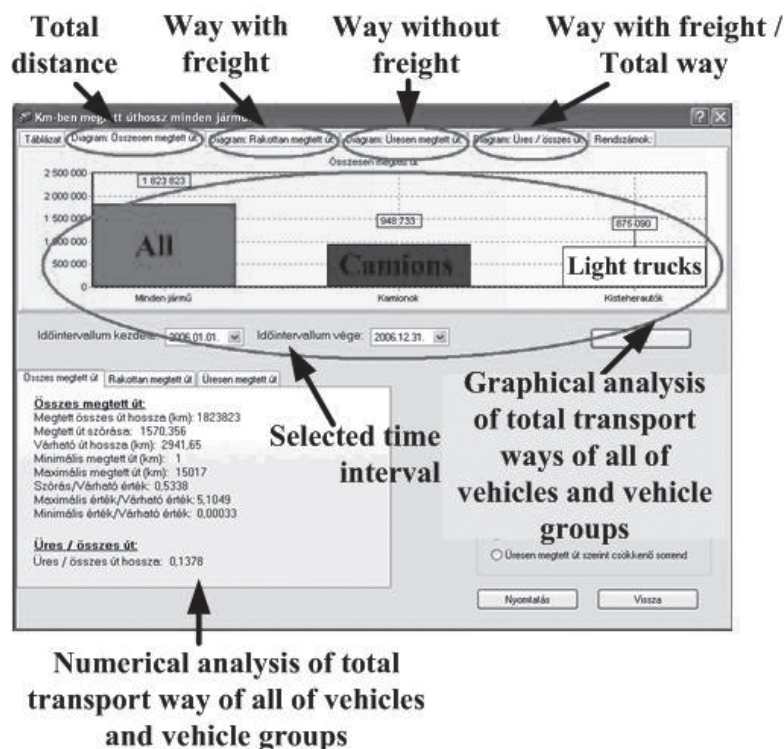 Total
distance
Way with
freight
Way without
freight
Way with freight /
Total way
Km-ben megtett úthossz minden jármű
Táblázat
Diagram: Összesen megtett út
Diagram: Rakottan megtett út
Diagram: Üresen megtett út
Diagram: Üres / összes út
Rendszámok:
Összesen megtett út
2 500 000
2 000 000
1 500 000
1 000 000
500 000
0
1 823 823
948 733
875 090
All
Camions
Light trucks
Minden jármű
Kamionok
Kisteherautók
Időintervallum kezdete: 2006.01.01.
Időintervallum vége: 2006.12.31.
Összes megtett út
Rakottan megtett út
Üresen megtett út
Összes megtett út:
Megtett összes út hossza (km): 1823823
Megtett út szórása: 1570,356
Várható út hossza (km): 2941,65
Minimális megtett út (km): 1
Maximális megtett út (km): 15017
Szórás/Várható érték: 0,5338
Maximális érték/Várható érték: 5,1049
Minimális érték/Várható érték: 0,00033
Üres / összes út:
Üres / összes út hossza: 0,1378
Selected time
interval
Graphical analysis
of total transport
ways of all of
vehicles and vehicle
groups
Üresen megtett út szerint csökkenő sorrend
Nyomtatás
Vissza
Numerical analysis of total
transport way of all of vehicles
and vehicle groups